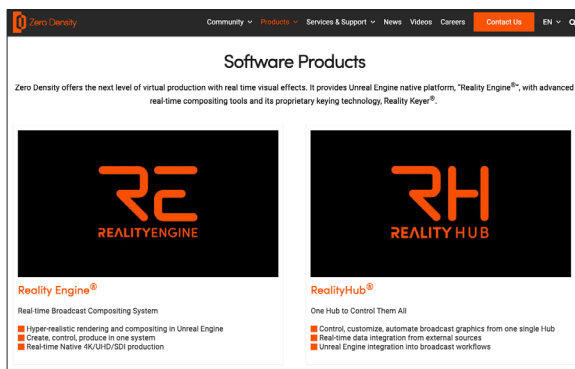 Zero Density
Community Products Services & Support News Videos Careers Contact Us EN
Software Products
Zero Density offers the next level of virtual production with real time visual effects. It provides Unreal Engine native platform, "Reality Engine®", with advanced
real-time compositing tools and its proprietary keying technology, Reality Keyer®.
RE
REALITYENGINE
RH
REALITY HUB
Reality Engine®
Real-time Broadcast Compositing System
Hyper-realistic rendering and compositing in Unreal Engine
Create, control, produce in one system
Real-time Native 4K/UHD/SDI production
RealityHub®
One Hub to Control Them All
Control, customize, automate broadcast graphics from one single Hub
Real-time data integration from external sources
Unreal Engine integration into broadcast workflows